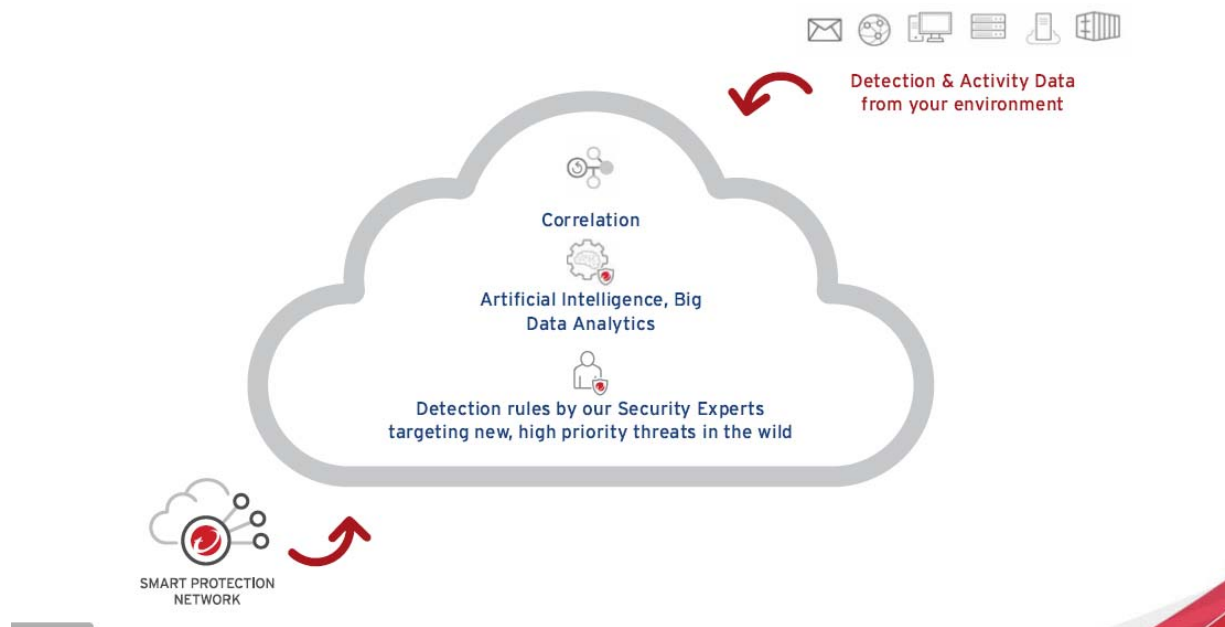 Detection & Activity Data
from your environment
Correlation
Artificial Intelligence, Big
Data Analytics
Detection rules by our Security Experts
targeting new, high priority threats in the wild
SMART PROTECTION
NETWORK